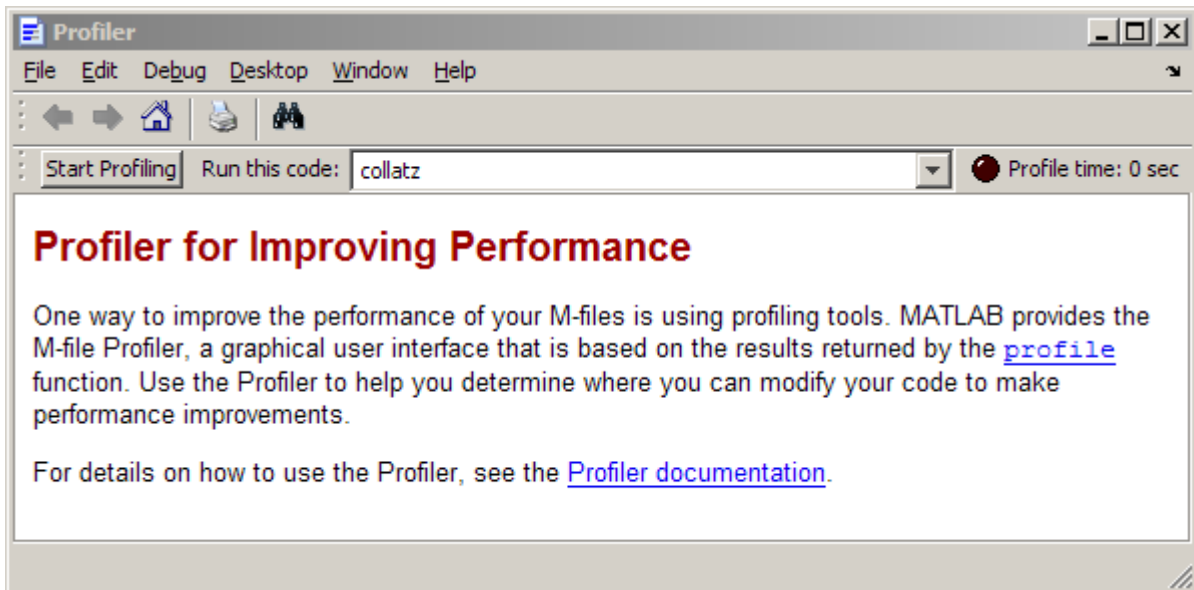 Profiler
File Edit Debug Desktop Window Help
Start Profiling Run this code: collatz Profile time: 0 sec
Profiler for Improving Performance
One way to improve the performance of your M-files is using profiling tools. MATLAB provides the
M-file Profiler, a graphical user interface that is based on the results returned by the profile
function. Use the Profiler to help you determine where you can modify your code to make
performance improvements.
For details on how to use the Profiler, see the Profiler documentation.